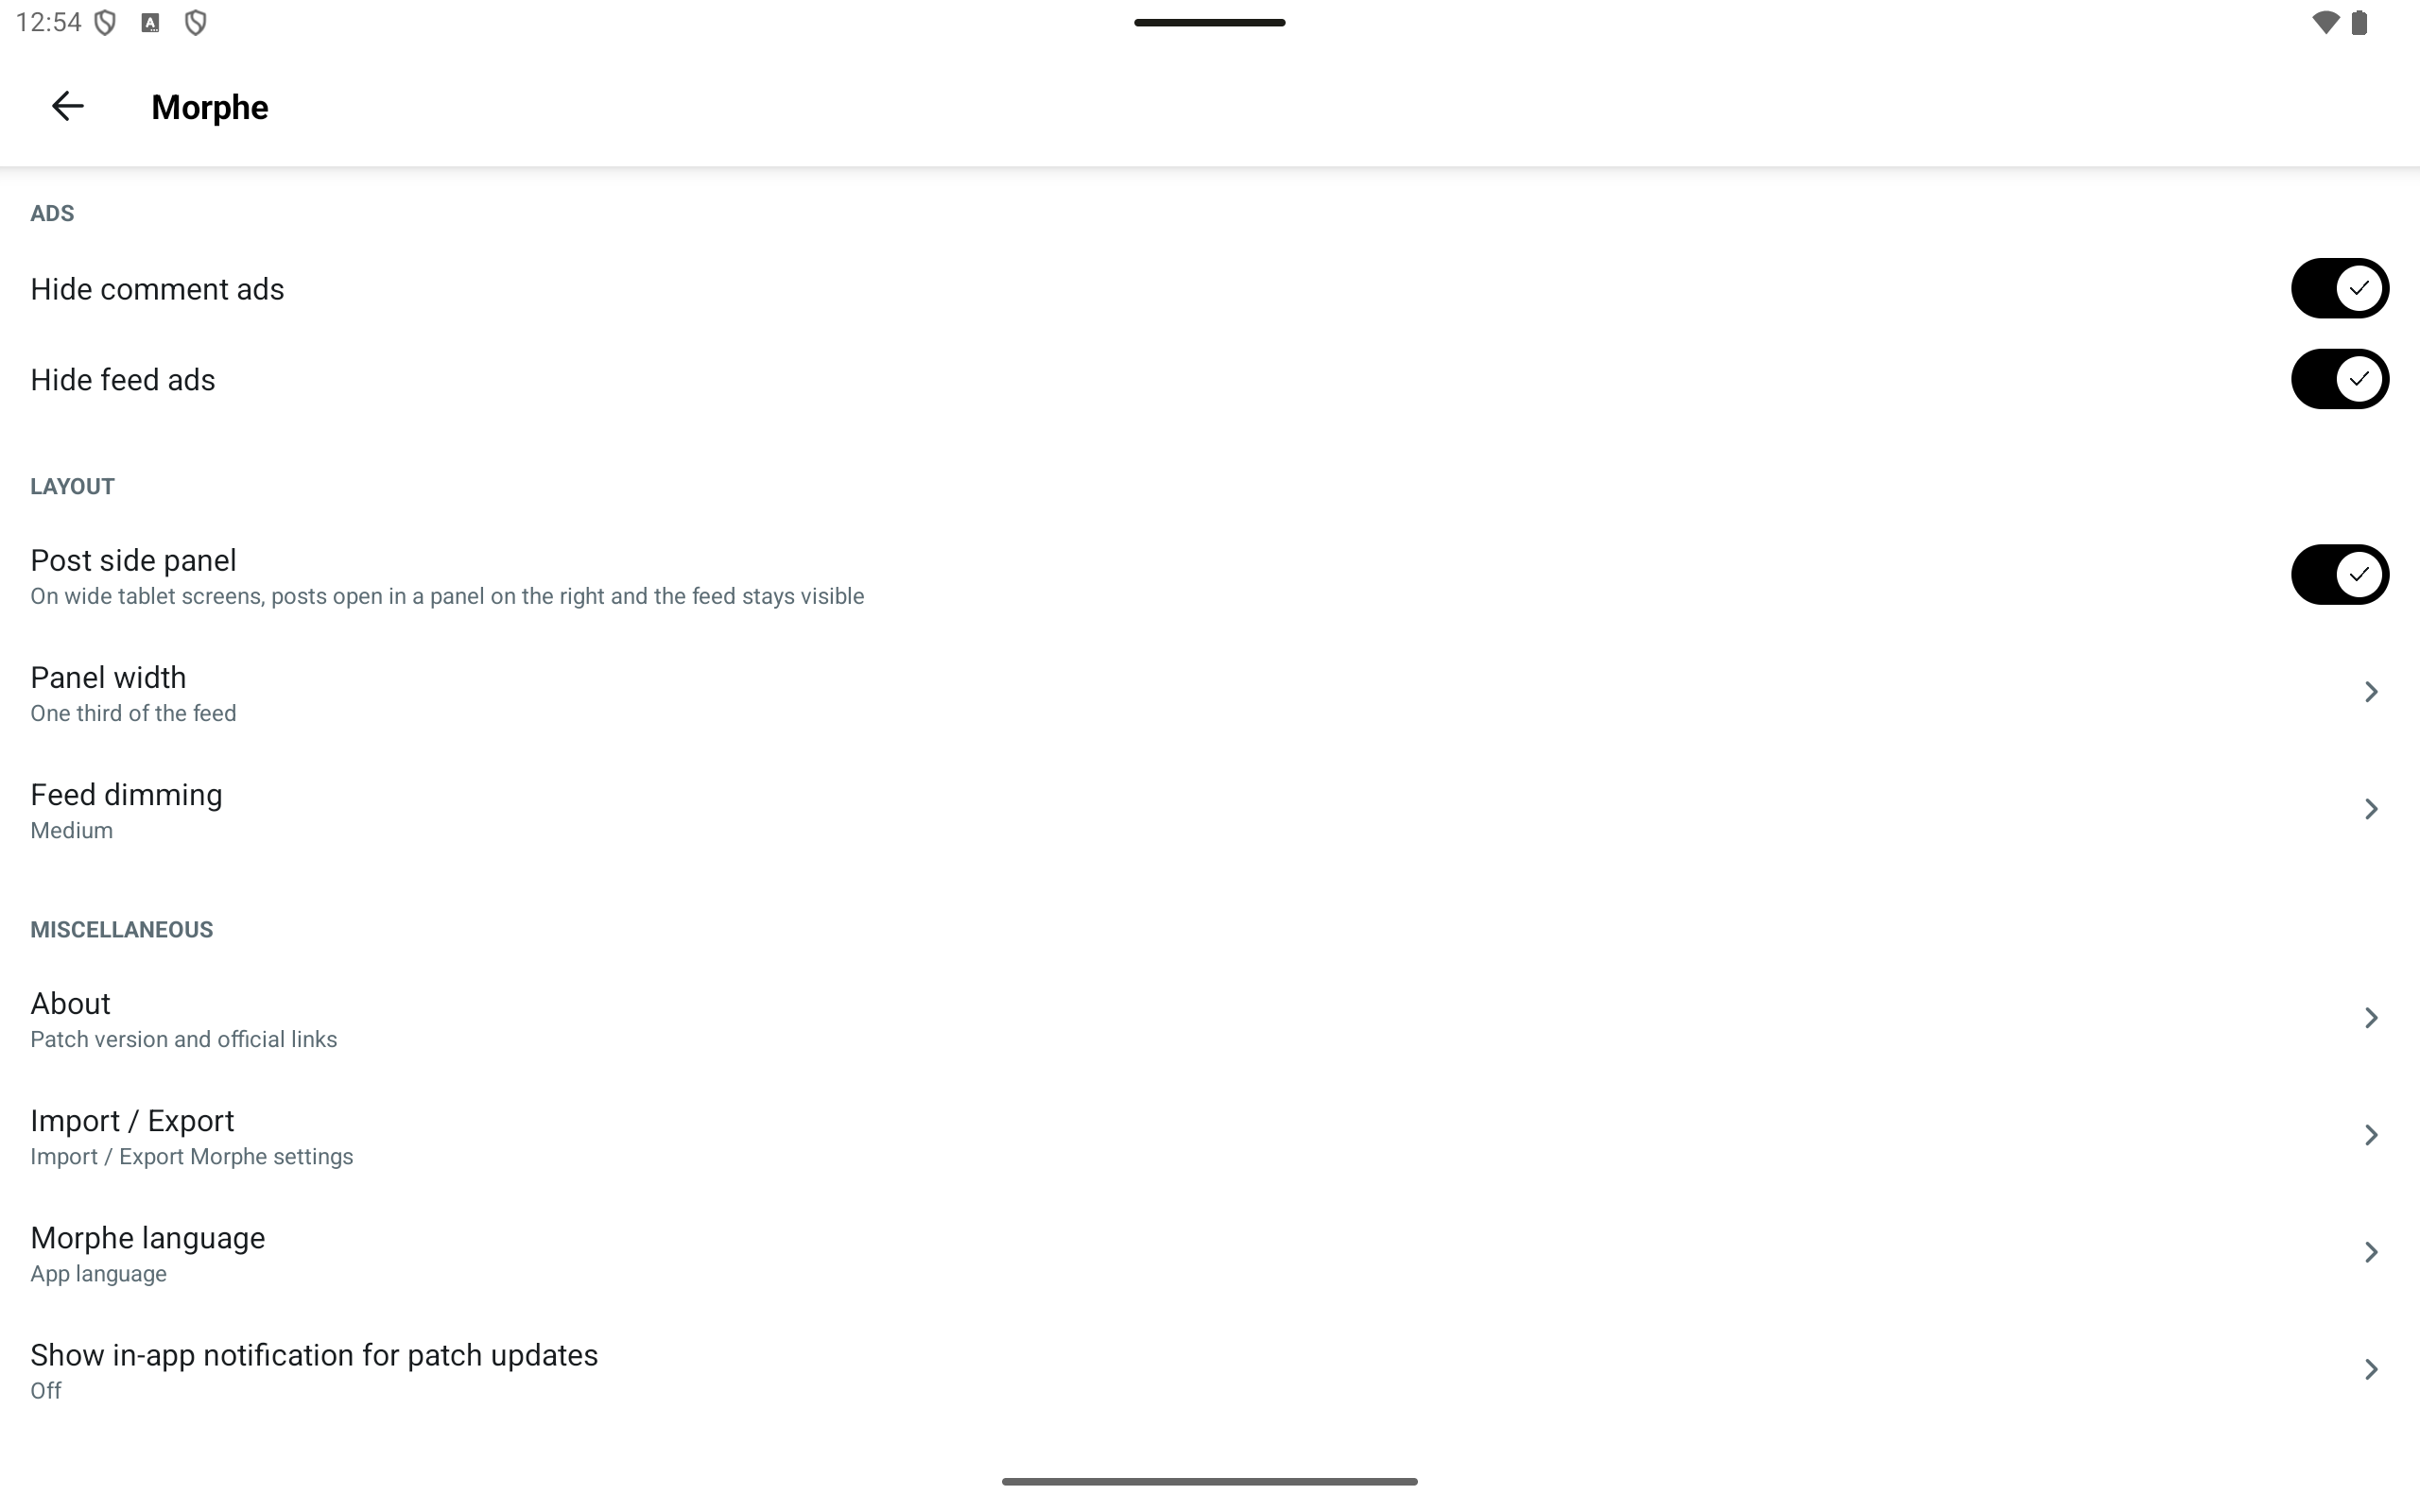 12:54
Morphe
ADS
Hide comment ads
Hide feed ads
LAYOUT
Post side panel
On wide tablet screens, posts open in a panel on the right and the feed stays visible
Panel width
One third of the feed
Feed dimming
Medium
MISCELLANEOUS
About
Patch version and official links
Import / Export
Import / Export Morphe settings
Morphe language
App language
Show in-app notification for patch updates
Off